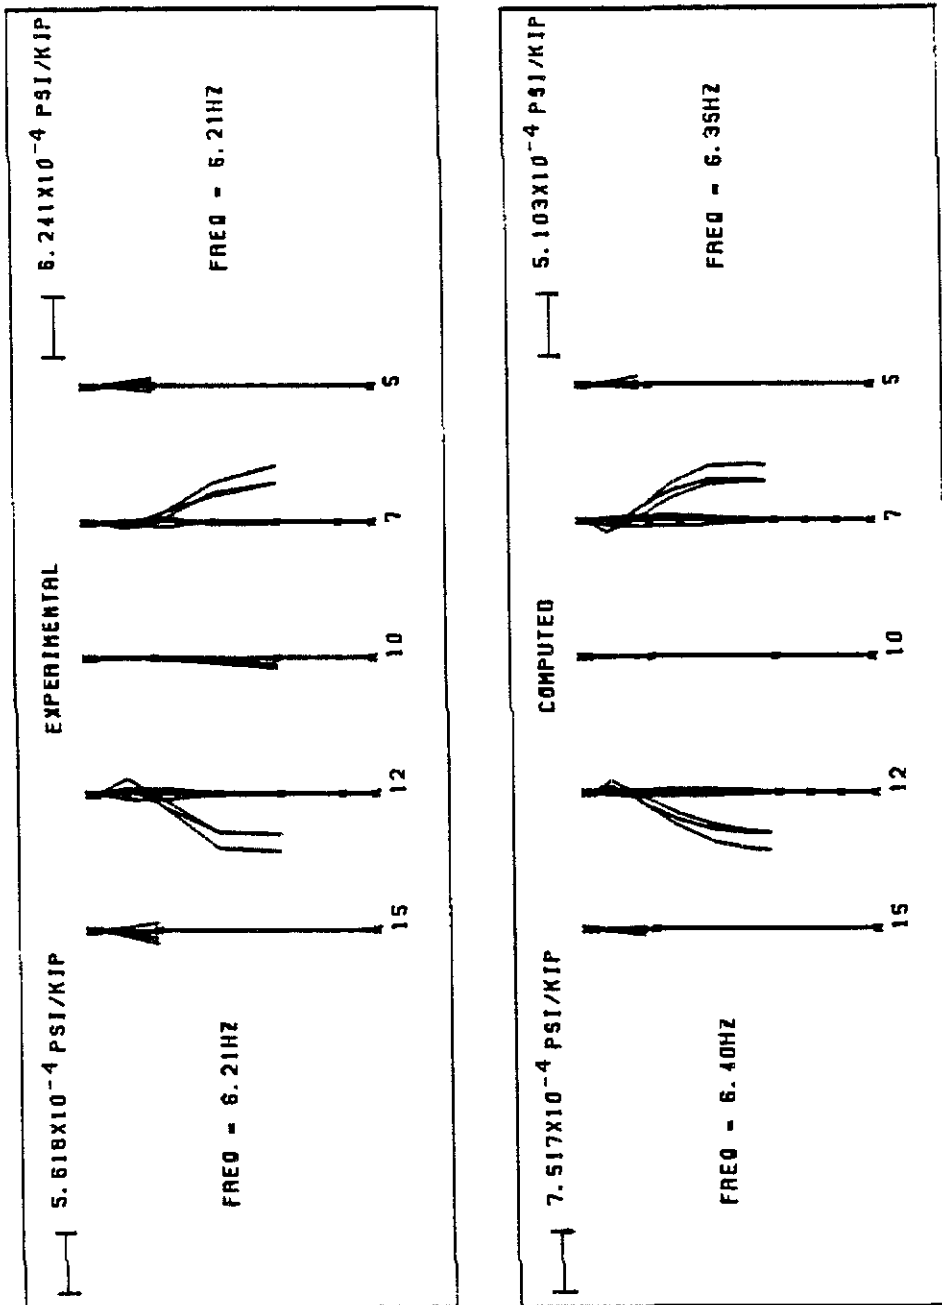 EXPERIMENTAL
5.618X10⁻⁴ PSI/KIP
6.241X10⁻⁴ PSI/KIP
FREQ = 6.21HZ
FREQ = 6.21HZ
15 12 10 7 5
COMPUTED
7.517X10⁻⁴ PSI/KIP
5.103X10⁻⁴ PSI/KIP
FREQ = 6.40HZ
FREQ = 6.35HZ
15 12 10 7 5